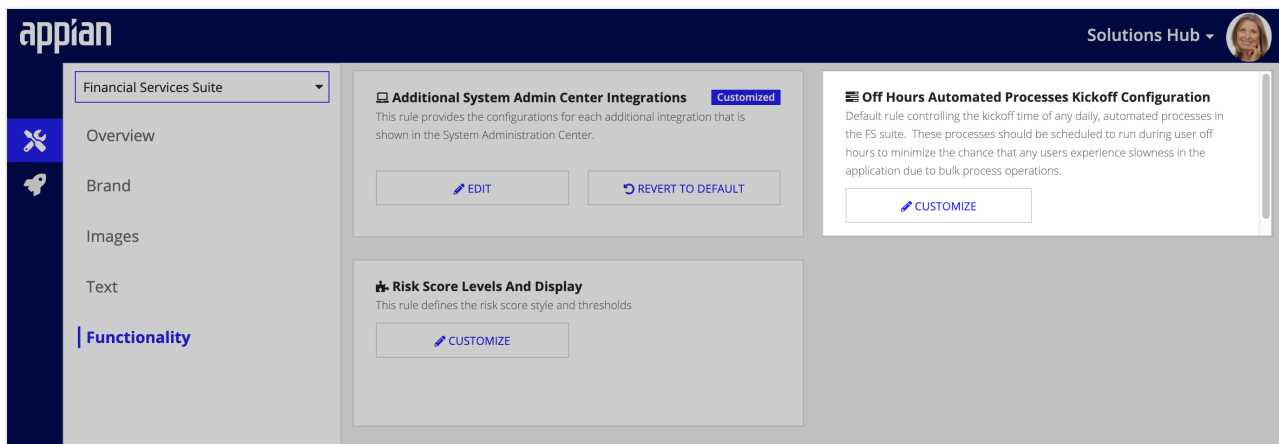 appian
Solutions Hub
Financial Services Suite
Overview
Brand
Images
Text
Functionality
Additional System Admin Center Integrations
Customized
This rule provides the configurations for each additional integration that is
shown in the System Administration Center.
EDIT
REVERT TO DEFAULT
Off Hours Automated Processes Kickoff Configuration
Default rule controlling the kickoff time of any daily, automated processes in
the FS suite. These processes should be scheduled to run during user off
hours to minimize the chance that any users experience slowness in the
application due to bulk process operations.
CUSTOMIZE
Risk Score Levels And Display
This rule defines the risk score style and thresholds
CUSTOMIZE